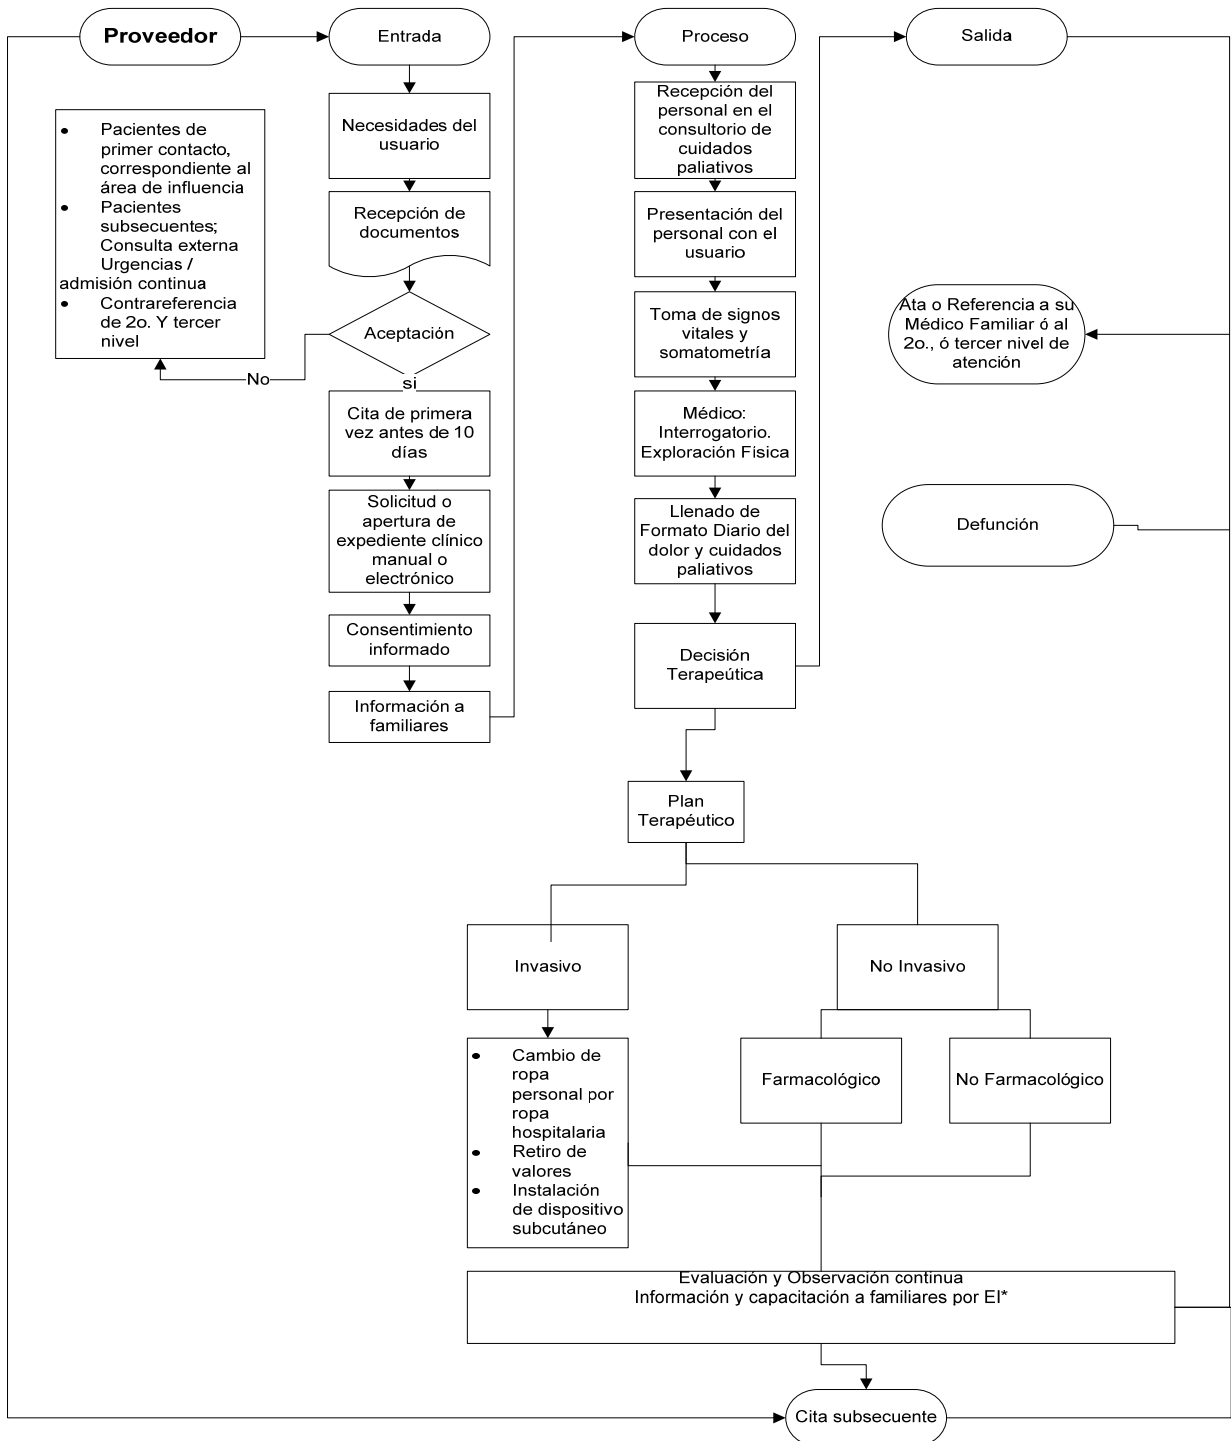 Proveedor
Entrada
Proceso
Salida
• Pacientes de
primer contacto,
correspondiente al
área de influencia
• Pacientes
subsecuentes;
Consulta externa
Urgencias /
admisión continua
• Contrareferencia
de 2o. Y tercer
nivel
Necesidades del
usuario
Recepción de
documentos
Aceptación
No
si
Cita de primera
vez antes de 10
días
Solicitud o
apertura de
expediente clínico
manual o
electrónico
Consentimiento
informado
Información a
familiares
Recepción del
personal en el
consultorio de
cuidados
paliativos
Presentación del
personal con el
usuario
Toma de signos
vitales y
somatometría
Médico:
Interrogatorio.
Exploración Física
Llenado de
Formato Diario del
dolor y cuidados
paliativos
Decisión
Terapeútica
Ata o Referencia a su
Médico Familiar ó al
2o., ó tercer nivel de
atención
Defunción
Plan
Terapéutico
Invasivo
No Invasivo
• Cambio de
ropa
personal por
ropa
hospitalaria
• Retiro de
valores
• Instalación
de dispositivo
subcutáneo
Farmacológico
No Farmacológico
Evaluación y Observación continua
Información y capacitación a familiares por EI*
Cita subsecuente